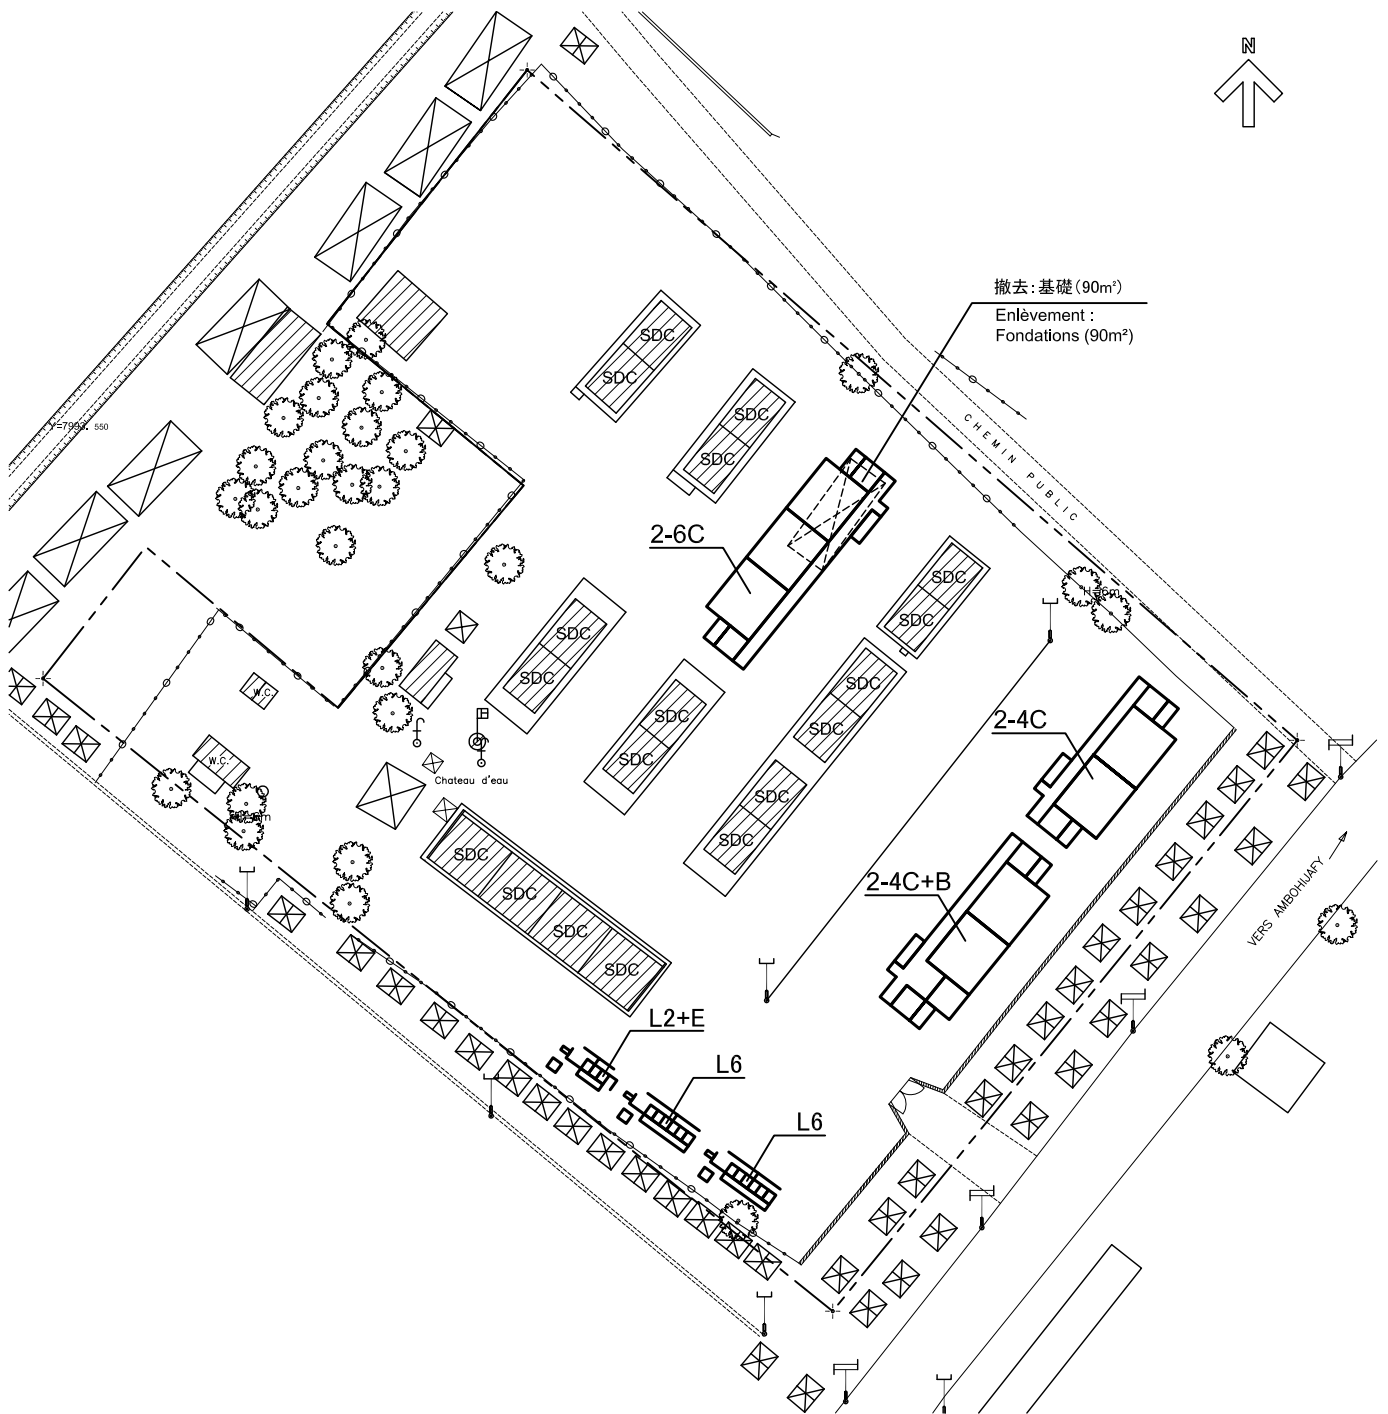 N
撤去:基礎(90m²)
Enlèvement :
Fondations (90m²)
SDC
SDC
SDC
SDC
CHEMIN PUBLIC
2-6C
SDC
SDC
SDC
SDC
SDC
SDC
SDC
SDC
SDC
SDC
W.C.
W.C.
2-4C
Chateau d'eau
SDC
SDC
SDC
SDC
2-4C+B
VERS AMBOHIJAFY
L2+E
L6
L6